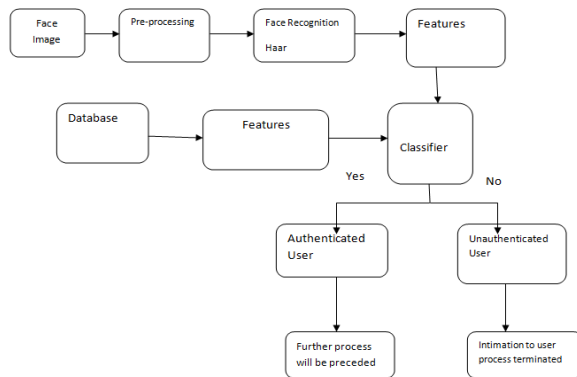 Face
Image
Pre-processing
Face Recognition
Haar
Features
Database
Features
Classifier
Yes
No
Authenticated
User
Unauthenticated
User
Further process
will be preceded
Intimation to user
process terminated